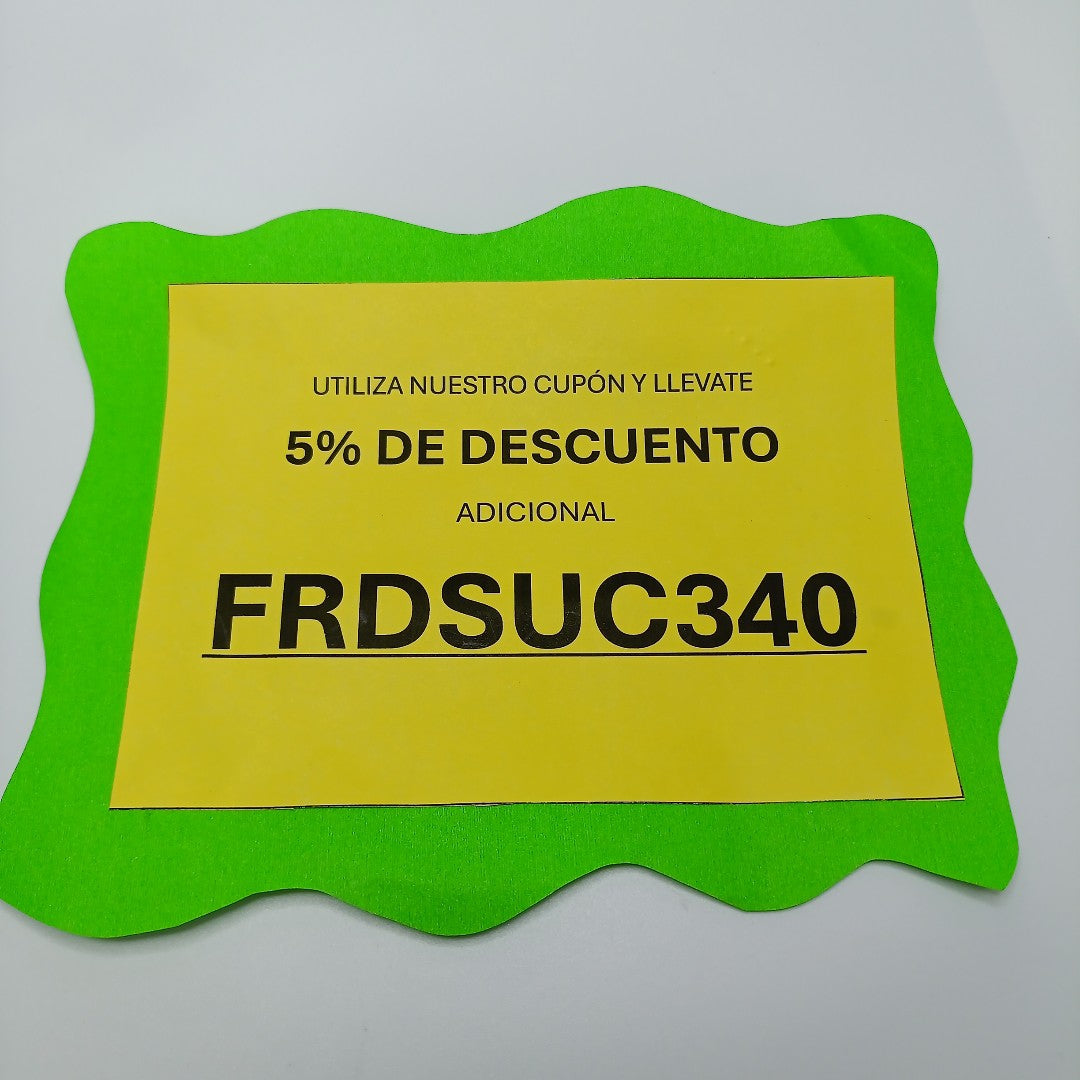 UTILIZA NUESTRO CUPÓN Y LLEVATE
5% DE DESCUENTO
ADICIONAL
FRDSUC340